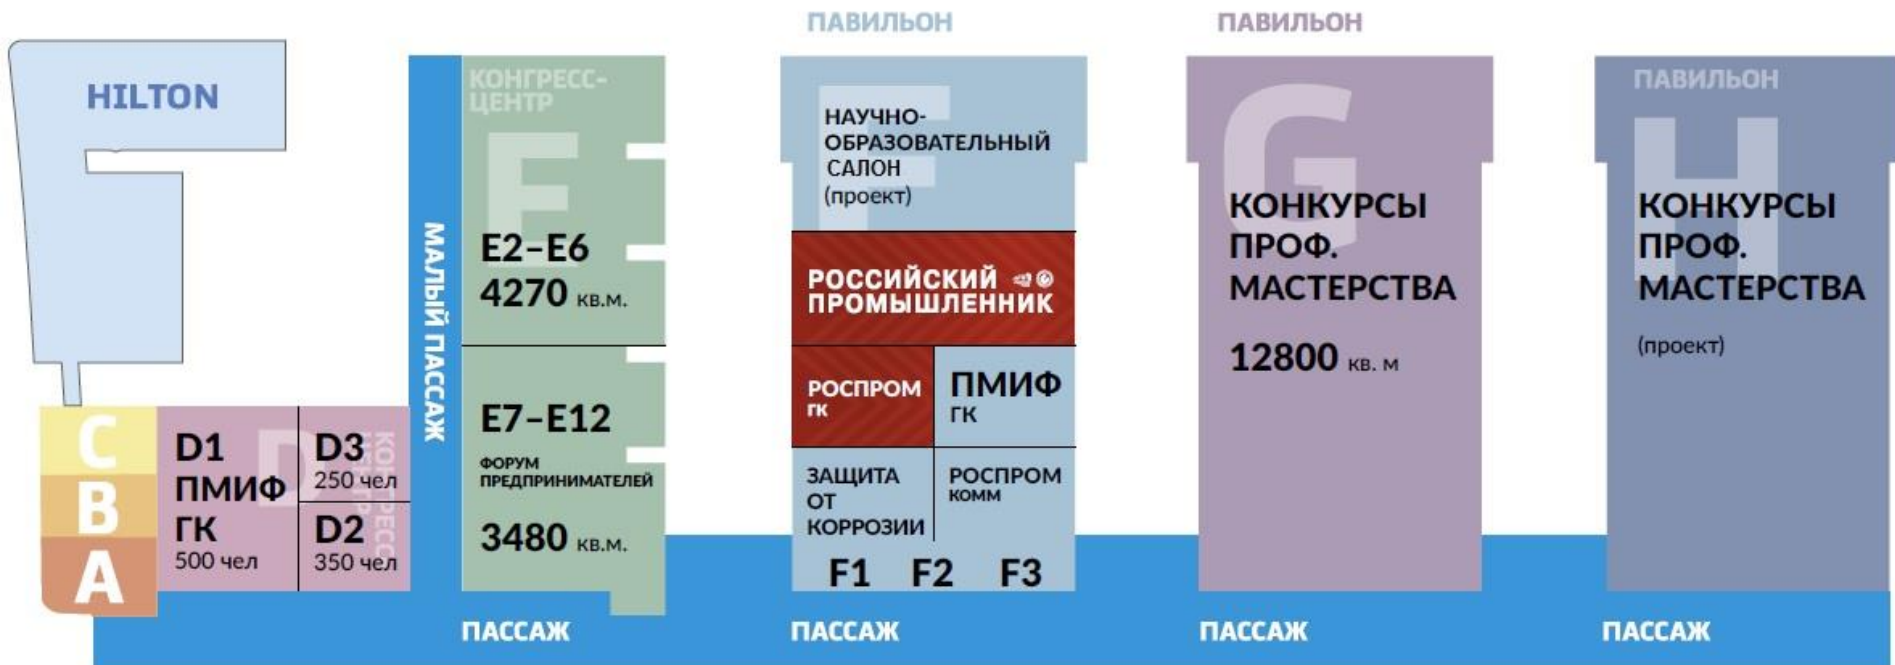 HILTON
C
B
A
D
КОНГРЕСС-
ЦЕНТР
D1
ПМИФ
ГК
500 чел
D3
250 чел
D2
350 чел
МАЛЫЙ ПАССАЖ
КОНГРЕСС-
ЦЕНТР
E
E2–E6
4270 кв.м.
E7–E12
ФОРУМ
ПРЕДПРИНИМАТЕЛЕЙ
3480 кв.м.
ПАССАЖ
ПАВИЛЬОН
F
НАУЧНО-
ОБРАЗОВАТЕЛЬНЫЙ
САЛОН
(проект)
РОССИЙСКИЙ
ПРОМЫШЛЕННИК
РОСПРОМ
ГК
ПМИФ
ГК
ЗАЩИТА
ОТ
КОРРОЗИИ
РОСПРОМ
КОММ
F1 F2 F3
ПАССАЖ
ПАВИЛЬОН
G
КОНКУРСЫ
ПРОФ.
МАСТЕРСТВА
12800 кв. м
ПАССАЖ
ПАВИЛЬОН
H
КОНКУРСЫ
ПРОФ.
МАСТЕРСТВА
(проект)
ПАССАЖ